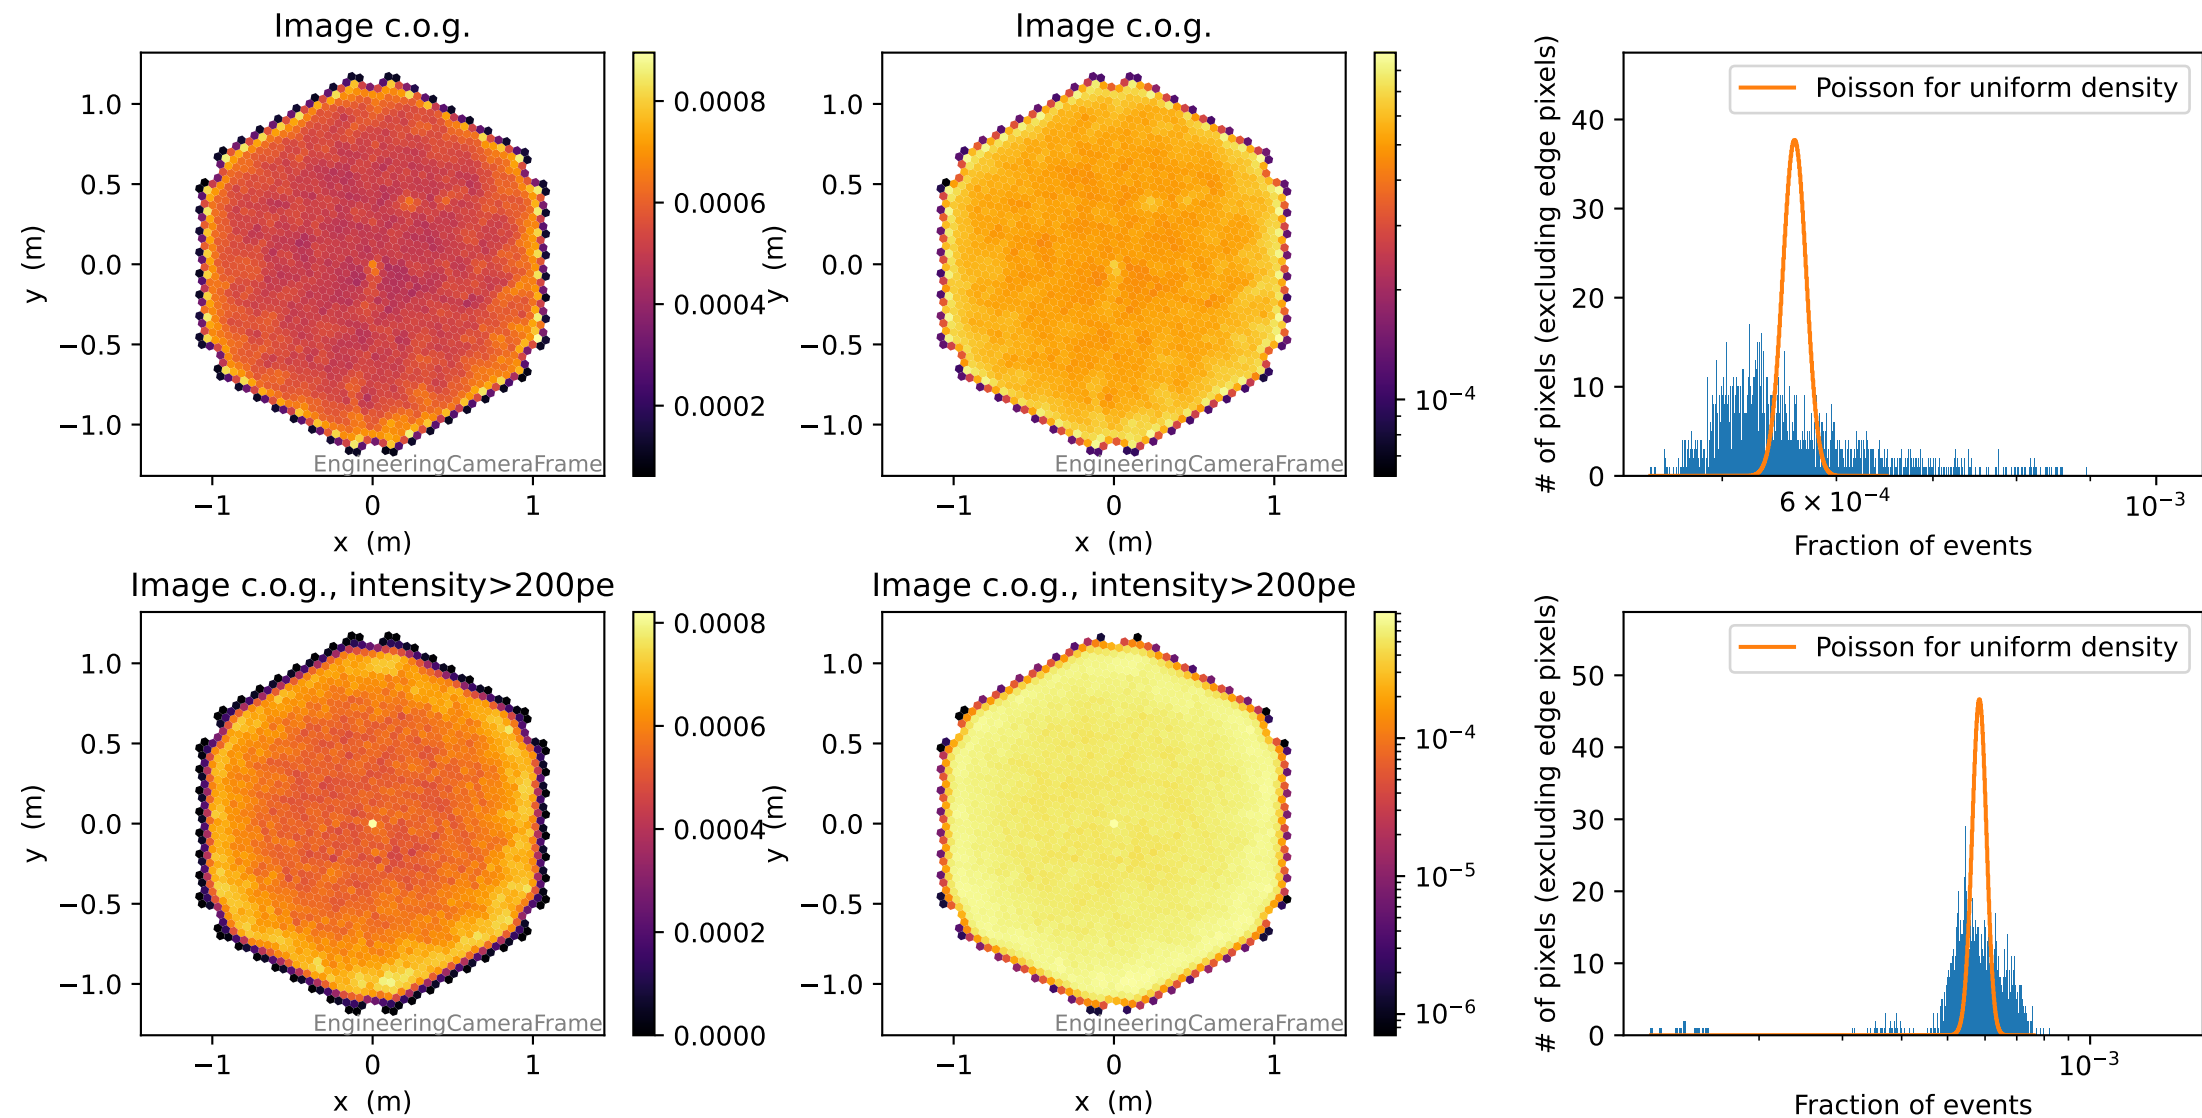 Image c.o.g.
1.0
0.5
0.0
−0.5
−1.0
y (m)
−1
0
1
x (m)
EngineeringCameraFrame
0.0008
0.0006
0.0004
0.0002
Image c.o.g.
1.0
0.5
0.0
−0.5
−1.0
y (m)
−1
0
1
x (m)
EngineeringCameraFrame
10⁻⁴
Poisson for uniform density
# of pixels (excluding edge pixels)
40
30
20
10
0
6 × 10⁻⁴
10⁻³
Fraction of events
Image c.o.g., intensity>200pe
1.0
0.5
0.0
−0.5
−1.0
y (m)
−1
0
1
x (m)
EngineeringCameraFrame
0.0008
0.0006
0.0004
0.0002
0.0000
Image c.o.g., intensity>200pe
1.0
0.5
0.0
−0.5
−1.0
y (m)
−1
0
1
x (m)
EngineeringCameraFrame
10⁻⁴
10⁻⁵
10⁻⁶
Poisson for uniform density
# of pixels (excluding edge pixels)
50
40
30
20
10
0
10⁻³
Fraction of events